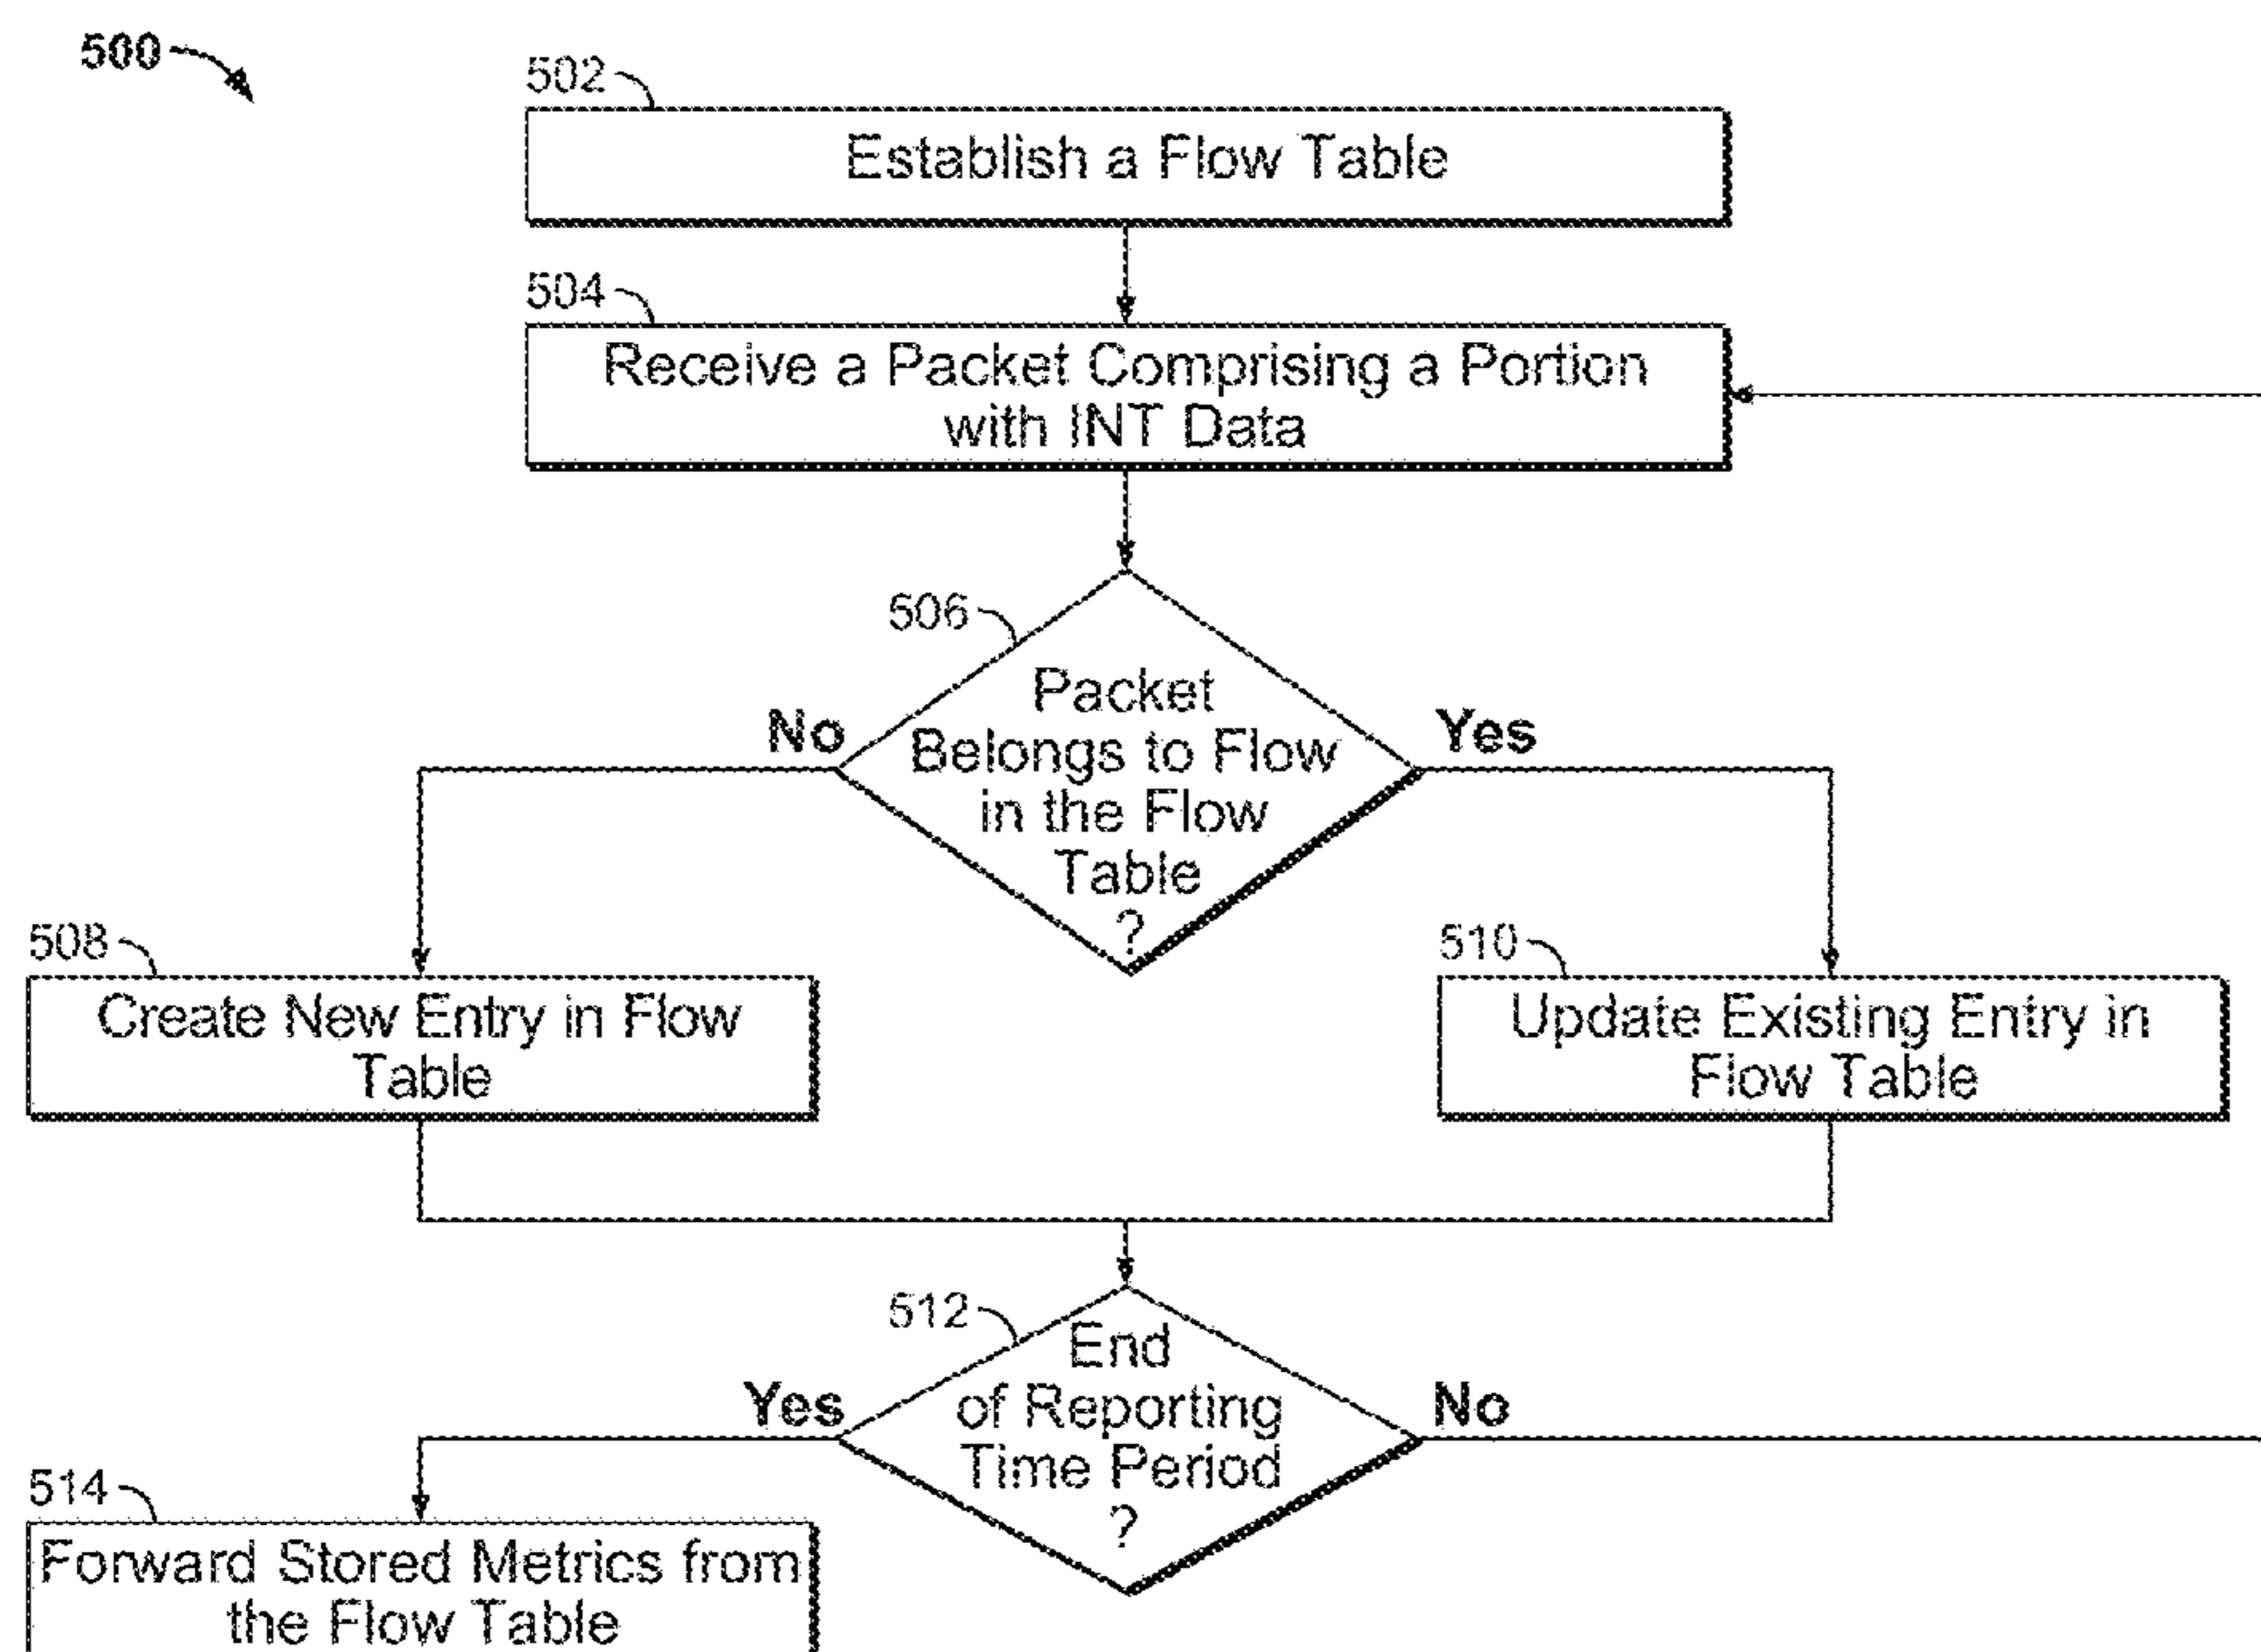 500
502
Establish a Flow Table
504
Receive a Packet Comprising a Portion
with INT Data
506
Packet
Belongs to Flow
in the Flow
Table
?
No
Yes
508
Create New Entry in Flow
Table
510
Update Existing Entry in
Flow Table
512
End
of Reporting
Time Period
?
Yes
No
514
Forward Stored Metrics from
the Flow Table